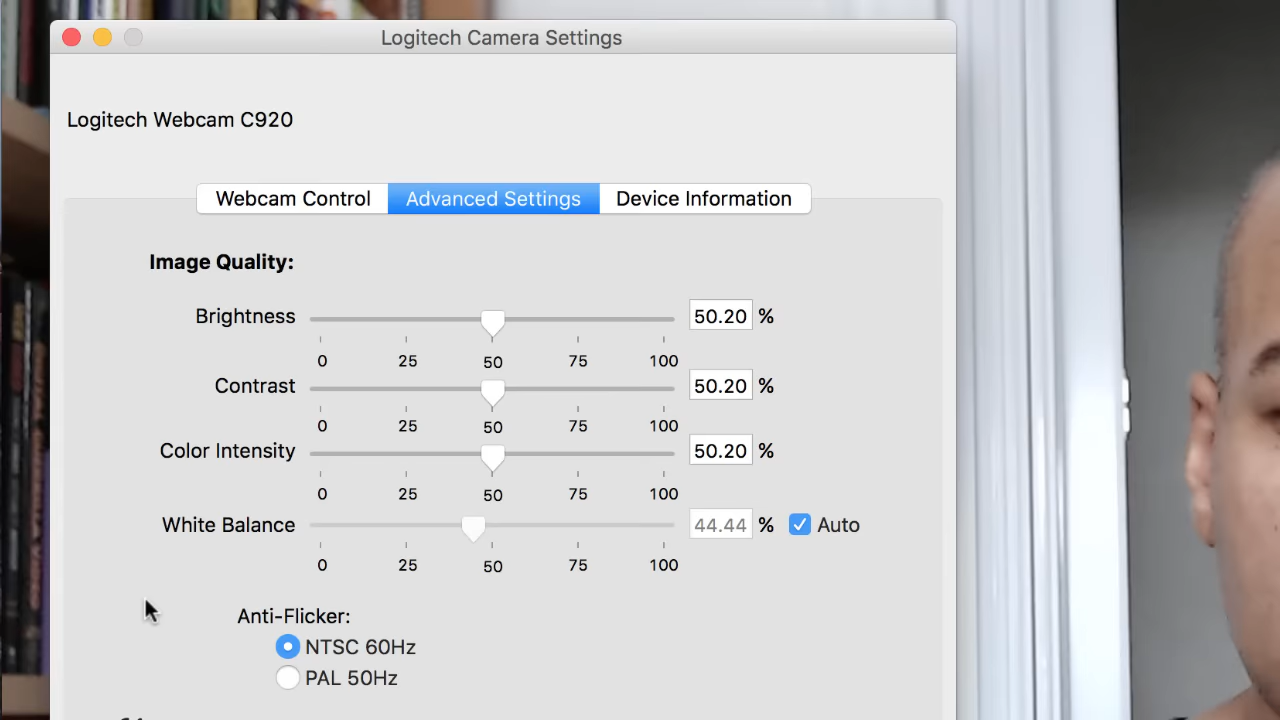 Logitech Camera Settings
Logitech Webcam C920
Webcam Control Advanced Settings Device Information
Image Quality:
Brightness 50.20 %
0 25 50 75 100
Contrast 50.20 %
0 25 50 75 100
Color Intensity 50.20 %
0 25 50 75 100
White Balance 44.44 % Auto
0 25 50 75 100
Anti-Flicker:
NTSC 60Hz
PAL 50Hz